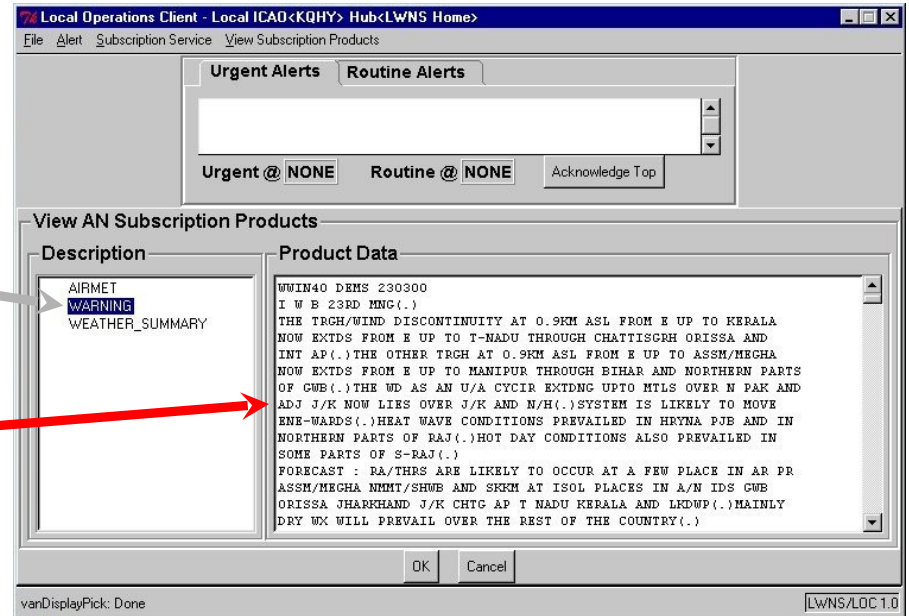 Local Operations Client - Local ICAO<KQHY> Hub<LWNS Home>
File Alert Subscription Service View Subscription Products
Urgent Alerts Routine Alerts
Urgent @ NONE Routine @ NONE Acknowledge Top
View AN Subscription Products
Description
Product Data
AIRMET
WARNING
WEATHER_SUMMARY
WWIN40 DEMS 230300
I W B 23RD MNG(.)
THE TRGH/WIND DISCONTINUITY AT 0.9KM ASL FROM E UP TO KERALA
NOW EXTDS FROM E UP TO T-NADU THROUGH CHATTISGRH ORISSA AND
INT AP(.)THE OTHER TRGH AT 0.9KM ASL FROM E UP TO ASSM/MEGHA
NOW EXTDS FROM E UP TO MANIPUR THROUGH BIHAR AND NORTHERN PARTS
OF GWB(.)THE WD AS AN U/A CYCIR EXTDNG UPTO MTLS OVER N PAK AND
ADJ J/K NOW LIES OVER J/K AND N/H(.)SYSTEM IS LIKELY TO MOVE
ENE-WARDS(.)HEAT WAVE CONDITIONS PREVAILED IN HRYNA PJB AND IN
NORTHERN PARTS OF RAJ(.)HOT DAY CONDITIONS ALSO PREVAILED IN
SOME PARTS OF S-RAJ(.)
FORECAST : RA/THRS ARE LIKELY TO OCCUR AT A FEW PLACE IN AR PR
ASSM/MEGHA NMMT/SHWB AND SKKM AT ISOL PLACES IN A/N IDS GWB
ORISSA JHARKHAND J/K CHTG AP T NADU KERALA AND LKDWP(.)MAINLY
DRY WX WILL PREVAIL OVER THE REST OF THE COUNTRY(.)
OK Cancel
vanDisplayPick: Done
LWNS/LOC 1.0